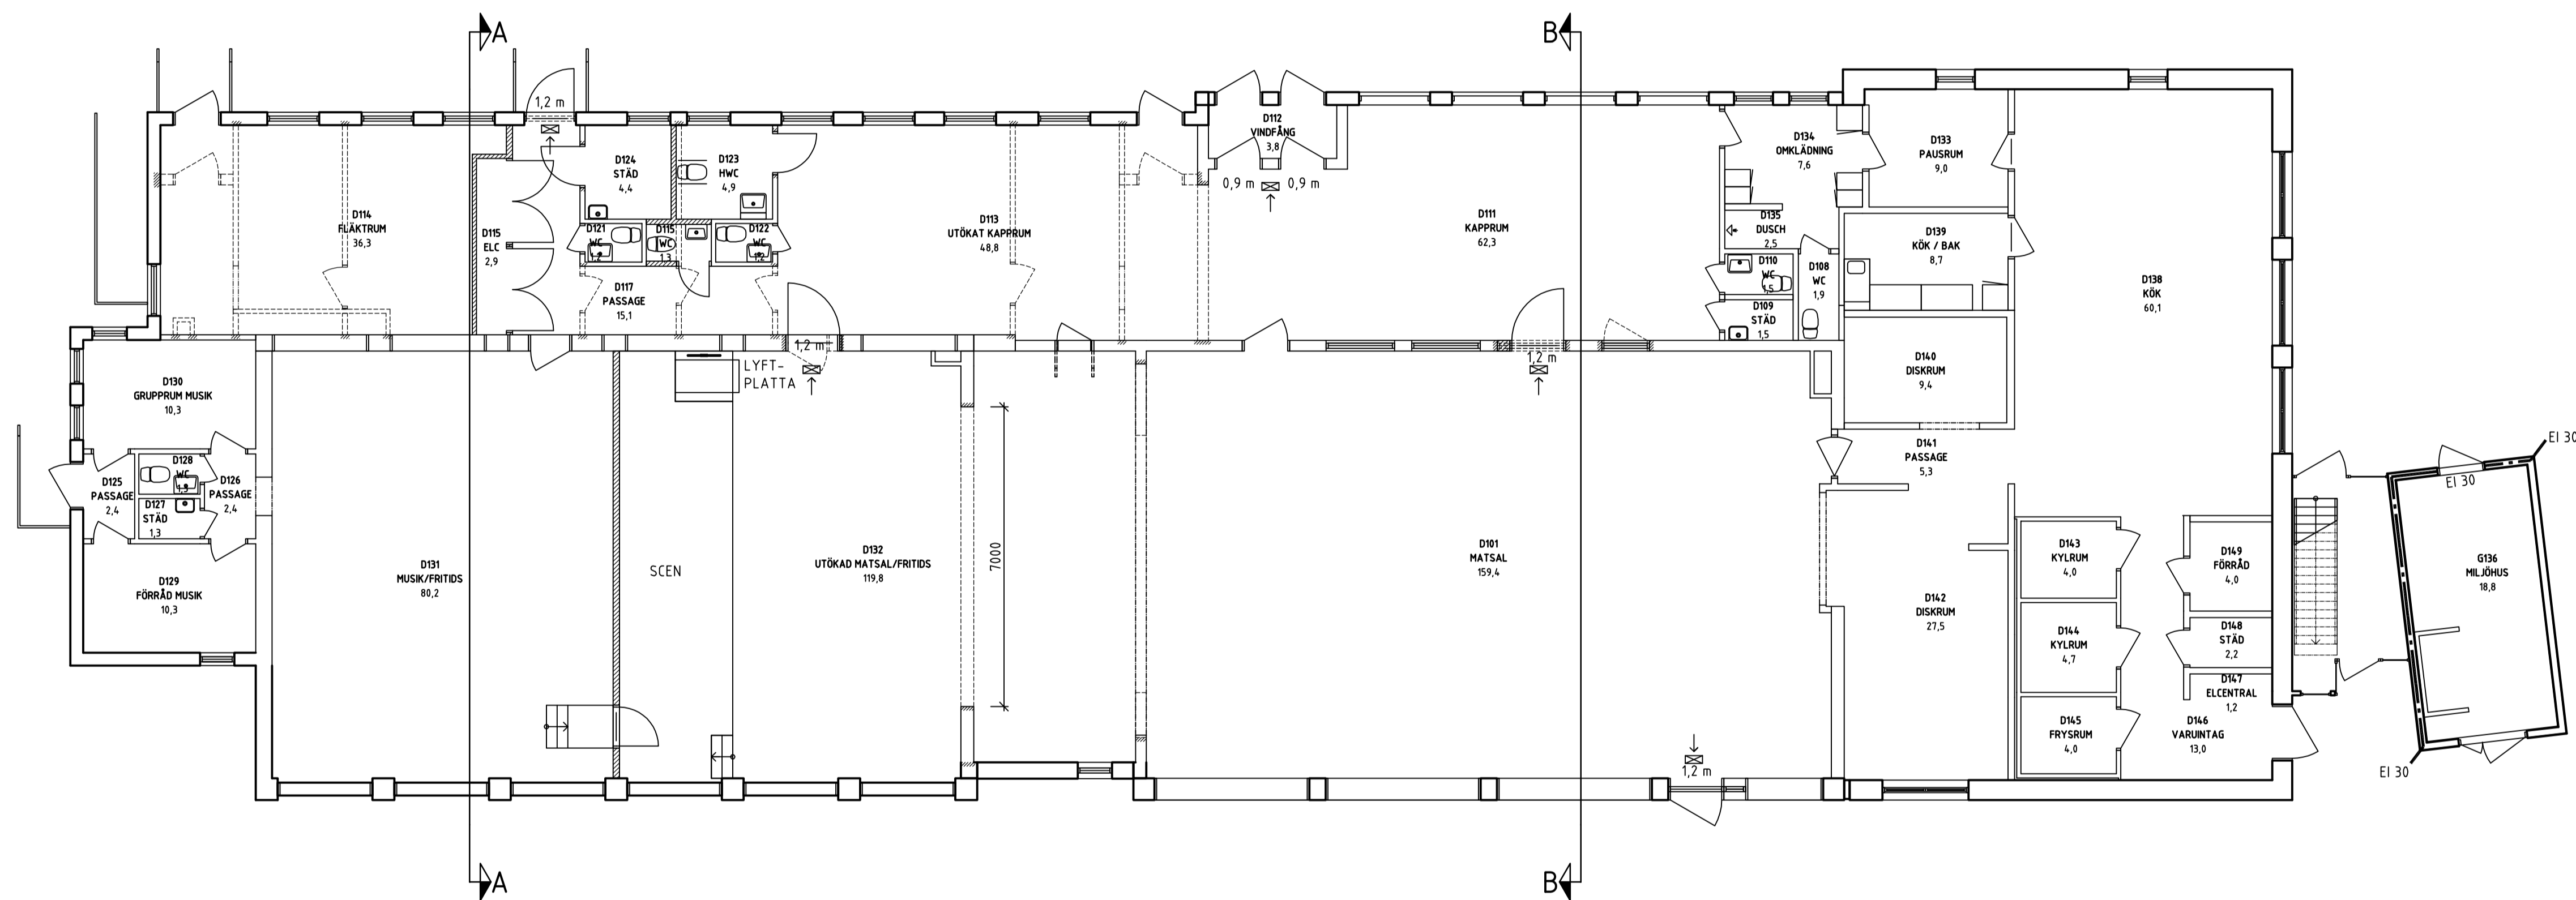 A
B
1,2 m
D112
VINDFÅNG
3,8
0,9 m
0,9 m
D134
OMKLÄDNING
7,6
D133
PAUSRUM
9,0
D124
STÄD
4,4
D123
HWC
4,9
D114
FLÄKTRUM
36,3
D115
ELC
2,9
D121
WC
1,2
D115
WC
1,3
D122
WC
1,2
D113
UTÖKAT KAPPRUM
48,8
D111
KAPPRUM
62,3
D135
DUSCH
2,5
D139
KÖK / BAK
8,7
D110
WC
1,5
D108
WC
1,9
D109
STÄD
1,5
D138
KÖK
60,1
D117
PASSAGE
15,1
1,2 m
LYFT-
PLATTA
1,2 m
D140
DISKRUM
9,4
D130
GRUPPRUM MUSIK
10,3
D141
PASSAGE
5,3
EI 30
EI 30
D128
WC
1,3
D125
PASSAGE
2,4
D126
PASSAGE
2,4
D127
STÄD
1,3
D129
FÖRRÅD MUSIK
10,3
D131
MUSIK/FRITIDS
80,2
SCEN
D132
UTÖKAD MATSAL/FRITIDS
119,8
7000
D101
MATSAL
159,4
D143
KYLRUM
4,0
D149
FÖRRÅD
4,0
G136
MILJÖHUS
18,8
D142
DISKRUM
27,5
D144
KYLRUM
4,7
D148
STÄD
2,2
D147
ELCENTRAL
1,2
D145
FRYSRUM
4,0
D146
VARUINTAG
13,0
1,2 m
EI 30
A
B